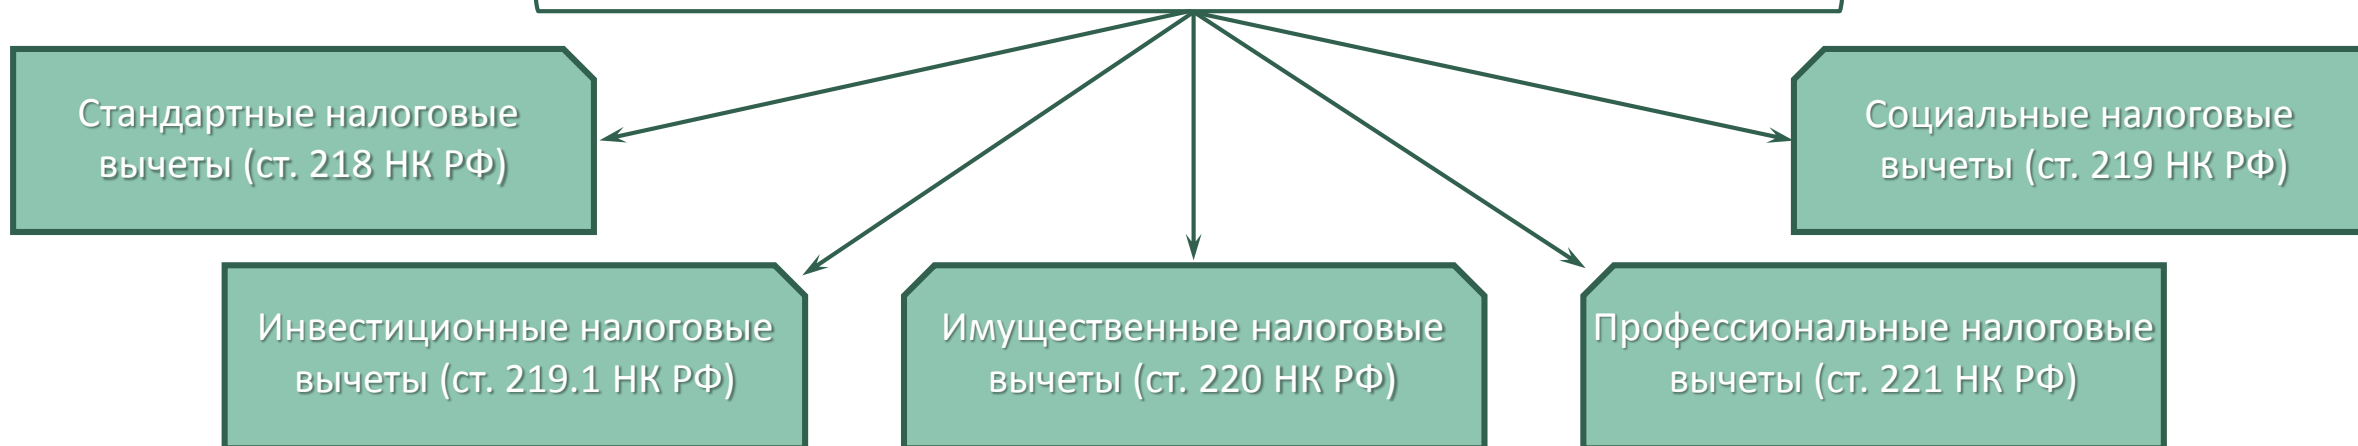 Стандартные налоговые
вычеты (ст. 218 НК РФ)
Социальные налоговые
вычеты (ст. 219 НК РФ)
Инвестиционные налоговые
вычеты (ст. 219.1 НК РФ)
Имущественные налоговые
вычеты (ст. 220 НК РФ)
Профессиональные налоговые
вычеты (ст. 221 НК РФ)